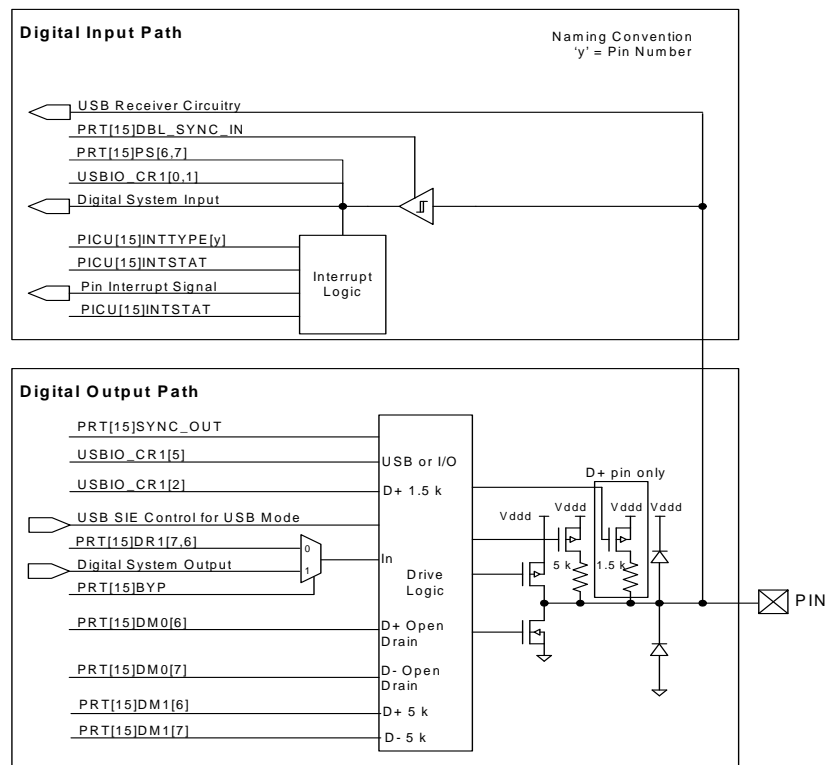 Digital Input Path
Naming Convention
'y' = Pin Number
USB Receiver Circuitry
PRT[15]DBL_SYNC_IN
PRT[15]PS[6,7]
USBIO_CR1[0,1]
Digital System Input
PICU[15]INTTYPE[y]
PICU[15]INTSTAT
Pin Interrupt Signal
PICU[15]INTSTAT
Interrupt
Logic
Digital Output Path
PRT[15]SYNC_OUT
USBIO_CR1[5]
USB or I/O
USBIO_CR1[2]
D+ 1.5 k
USB SIE Control for USB Mode
PRT[15]DR1[7,6]
0
Digital System Output
1
PRT[15]BYP
In
Drive
Logic
PRT[15]DM0[6]
D+ Open
Drain
PRT[15]DM0[7]
D- Open
Drain
PRT[15]DM1[6]
D+ 5 k
PRT[15]DM1[7]
D- 5 k
D+ pin only
Vddd
Vddd
Vddd
Vddd
5 k
1.5 k
PIN